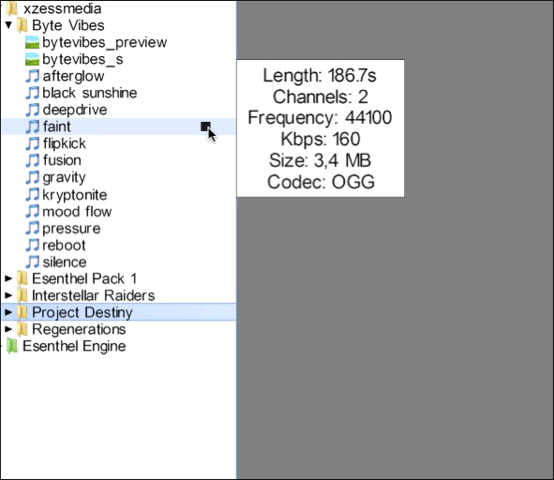 xzessmedia
Byte Vibes
bytevibes_preview
bytevibes_s
afterglow
black sunshine
deepdrive
faint
flipkick
fusion
gravity
kryptonite
mood flow
pressure
reboot
silence
Esenthel Pack 1
Interstellar Raiders
Project Destiny
Regenerations
Esenthel Engine
Length: 186.7s
Channels: 2
Frequency: 44100
Kbps: 160
Size: 3,4 MB
Codec: OGG